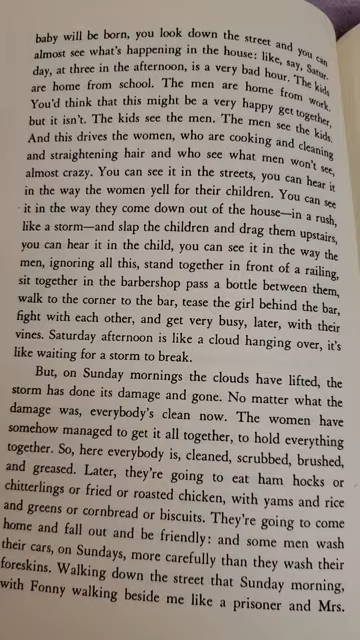 baby will be born, you look down the street and you can
almost see what's happening in the house: like, say, Satur-
day, at three in the afternoon, is a very bad hour. The kids
are home from school. The men are home from work.
You'd think that this might be a very happy get together,
but it isn't. The kids see the men. The men see the kids.
And this drives the women, who are cooking and cleaning
and straightening hair and who see what men won't see,
almost crazy. You can see it in the streets, you can hear it
in the way the women yell for their children. You can see
it in the way they come down out of the house—in a rush,
like a storm—and slap the children and drag them upstairs,
you can hear it in the child, you can see it in the way the
men, ignoring all this, stand together in front of a railing,
sit together in the barbershop pass a bottle between them,
walk to the corner to the bar, tease the girl behind the bar,
fight with each other, and get very busy, later, with their
vines. Saturday afternoon is like a cloud hanging over, it's
like waiting for a storm to break.
But, on Sunday mornings the clouds have lifted, the
storm has done its damage and gone. No matter what the
damage was, everybody's clean now. The women have
somehow managed to get it all together, to hold everything
together. So, here everybody is, cleaned, scrubbed, brushed,
and greased. Later, they're going to eat ham hocks or
chitterlings or fried or roasted chicken, with yams and rice
and greens or cornbread or biscuits. They're going to come
home and fall out and be friendly: and some men wash
their cars, on Sundays, more carefully than they wash their
foreskins. Walking down the street that Sunday morning,
with Fonny walking beside me like a prisoner and Mrs.